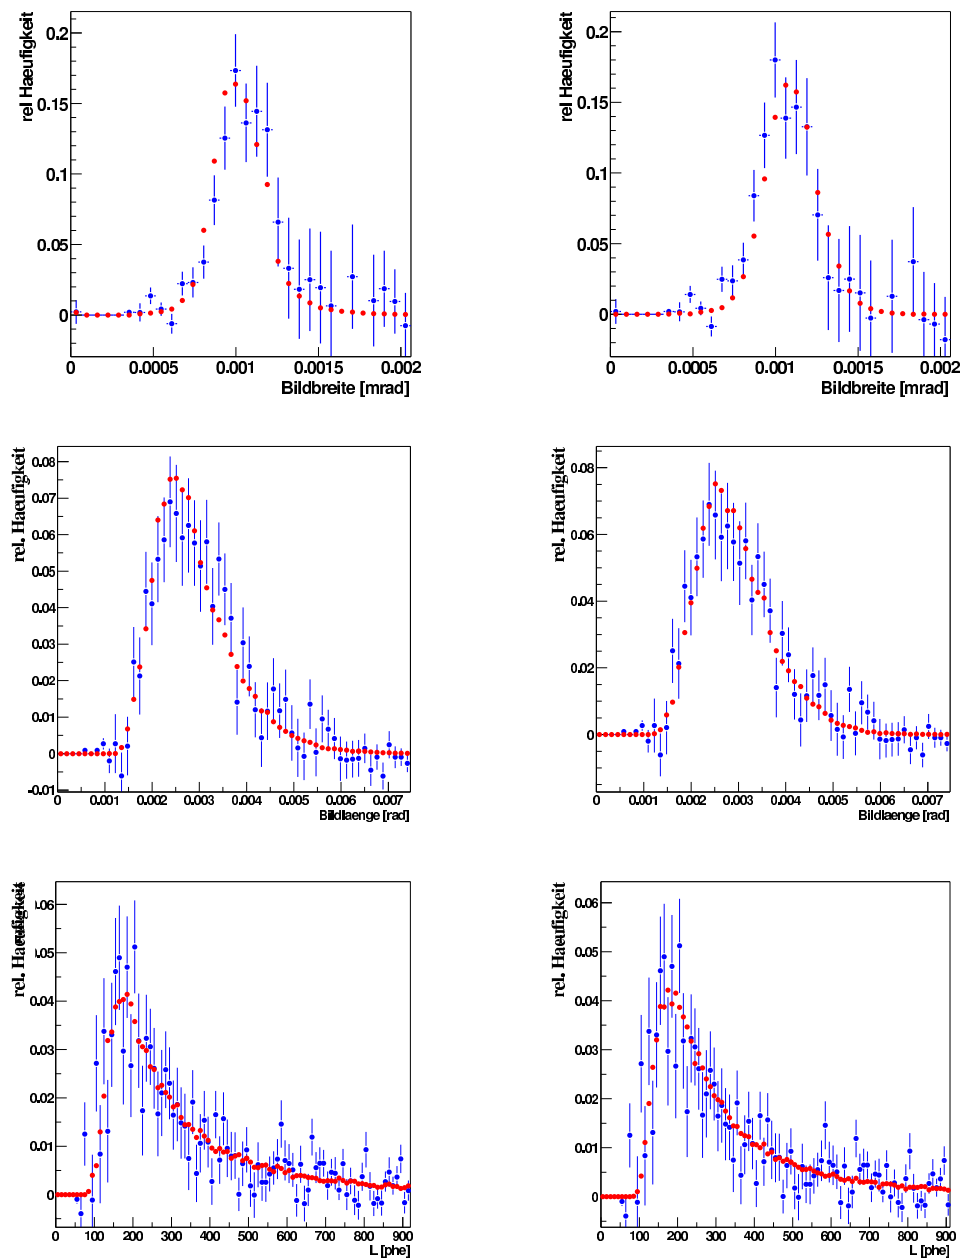 rel Haeufigkeit
0.2
0.15
0.1
0.05
0
0 0.0005 0.001 0.0015 0.002
Bildbreite [mrad]
rel Haeufigkeit
0.2
0.15
0.1
0.05
0
0 0.0005 0.001 0.0015 0.002
Bildbreite [mrad]
rel. Haeufigkeit
0.08
0.07
0.06
0.05
0.04
0.03
0.02
0.01
0
-0.01
0 0.001 0.002 0.003 0.004 0.005 0.006 0.007
Bildlaenge [rad]
rel. Haeufigkeit
0.08
0.06
0.04
0.02
0
0 0.001 0.002 0.003 0.004 0.005 0.006 0.007
Bildlaenge [rad]
rel. Haeufigkeit
0.06
0.05
0.04
0.03
0.02
0.01
0
0 100 200 300 400 500 600 700 800 900
L [phe]
rel. Haeufigkeit
0.06
0.05
0.04
0.03
0.02
0.01
0
0 100 200 300 400 500 600 700 800 900
L [phe]